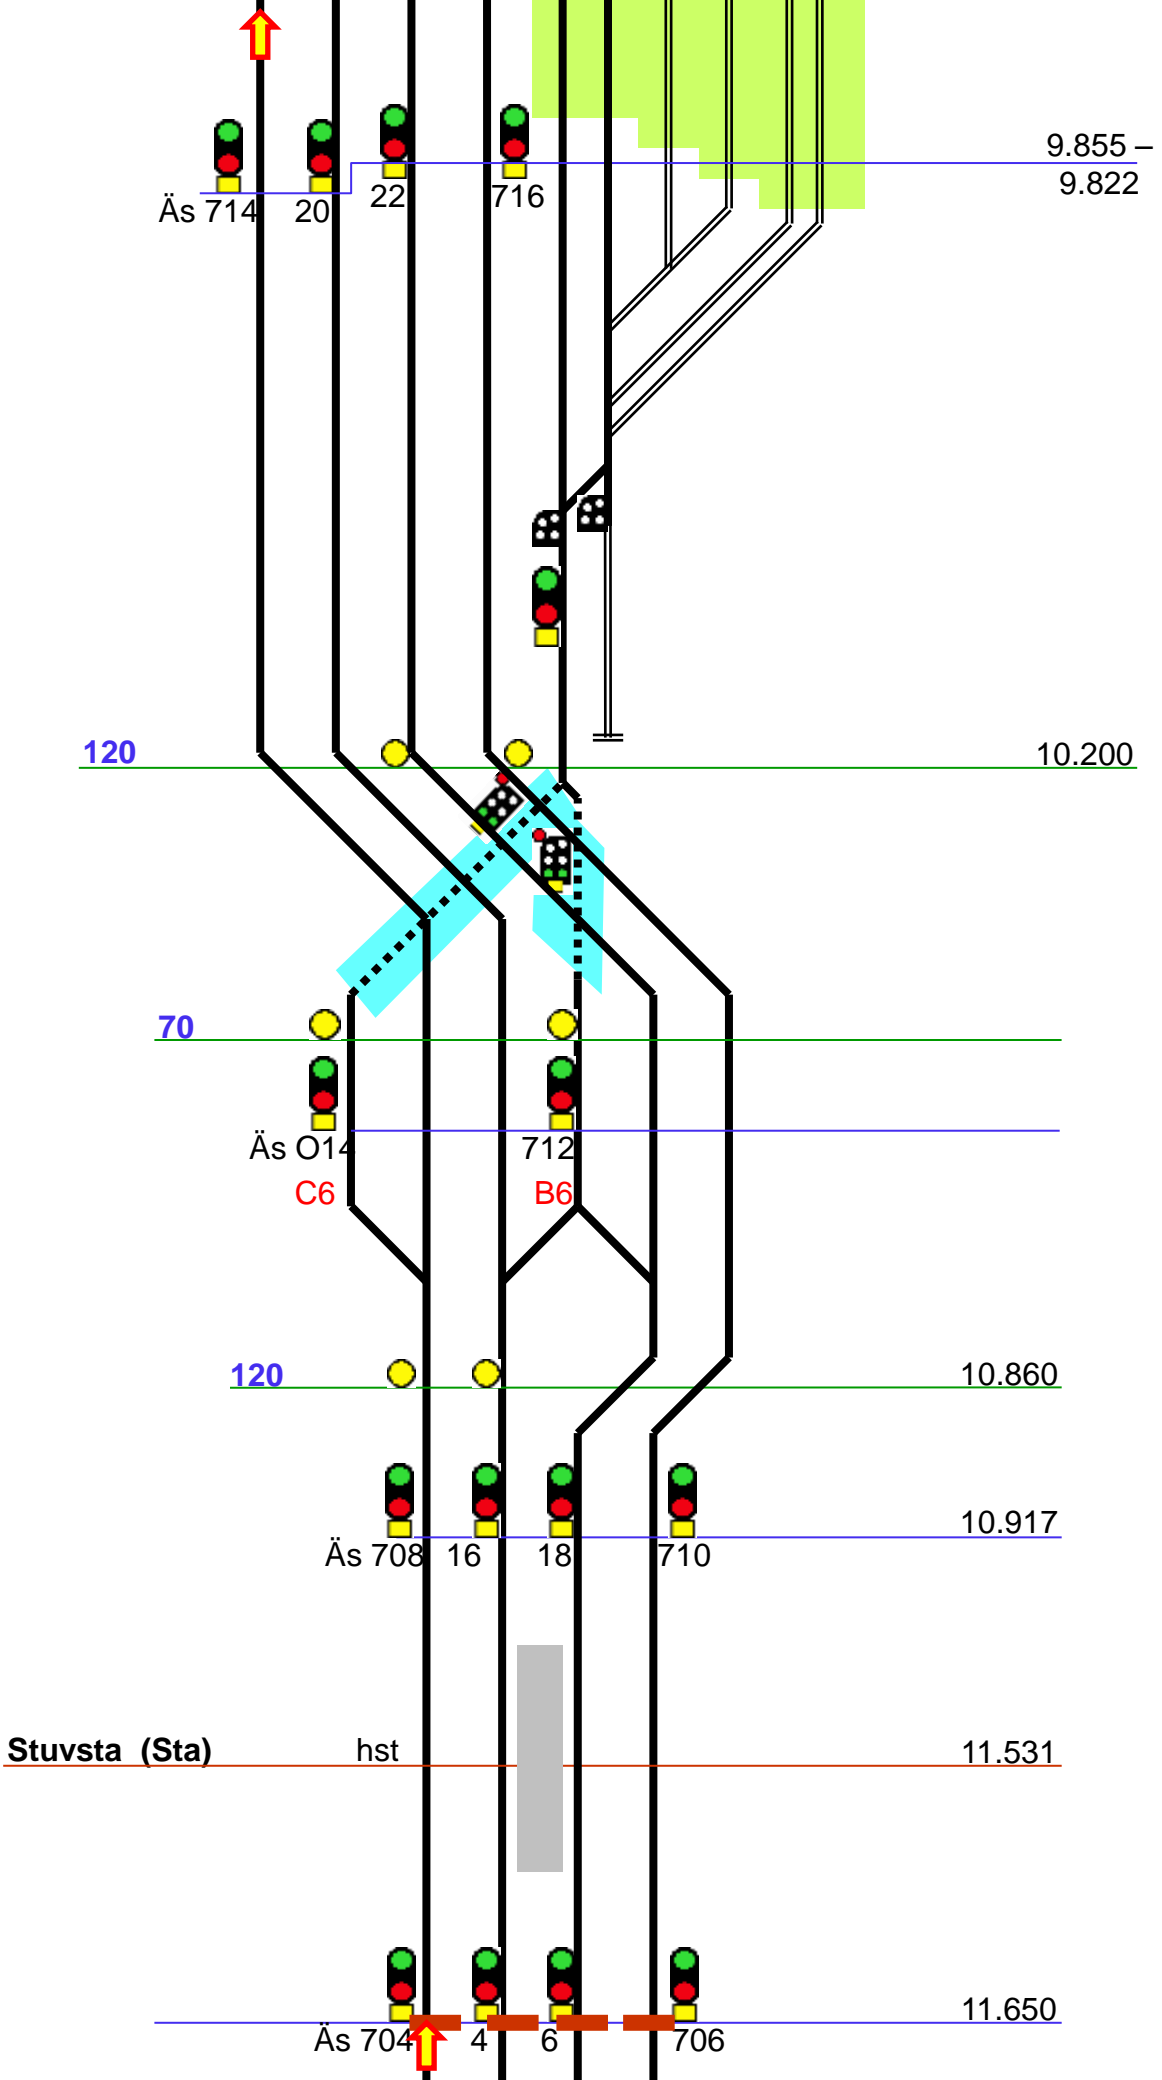 9.855 –
9.822
Äs 714 20 22 716
120 10.200
70
Äs O14 712
C6 B6
120 10.860
10.917
Äs 708 16 18 710
Stuvsta (Sta) hst 11.531
11.650
Äs 704 4 6 706